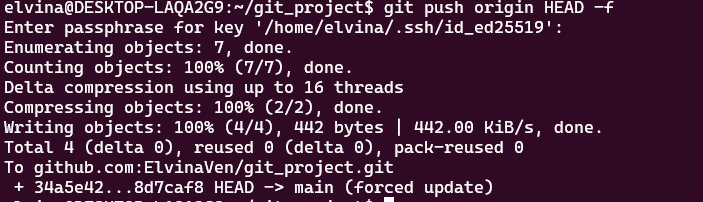 elvina@DESKTOP-LAQA2G9:~/git_project$ git push origin HEAD -f
Enter passphrase for key '/home/elvina/.ssh/id_ed25519':
Enumerating objects: 7, done.
Counting objects: 100% (7/7), done.
Delta compression using up to 16 threads
Compressing objects: 100% (2/2), done.
Writing objects: 100% (4/4), 442 bytes | 442.00 KiB/s, done.
Total 4 (delta 0), reused 0 (delta 0), pack-reused 0
To github.com:ElvinaVen/git_project.git
 + 34a5e42...8d7caf8 HEAD -> main (forced update)